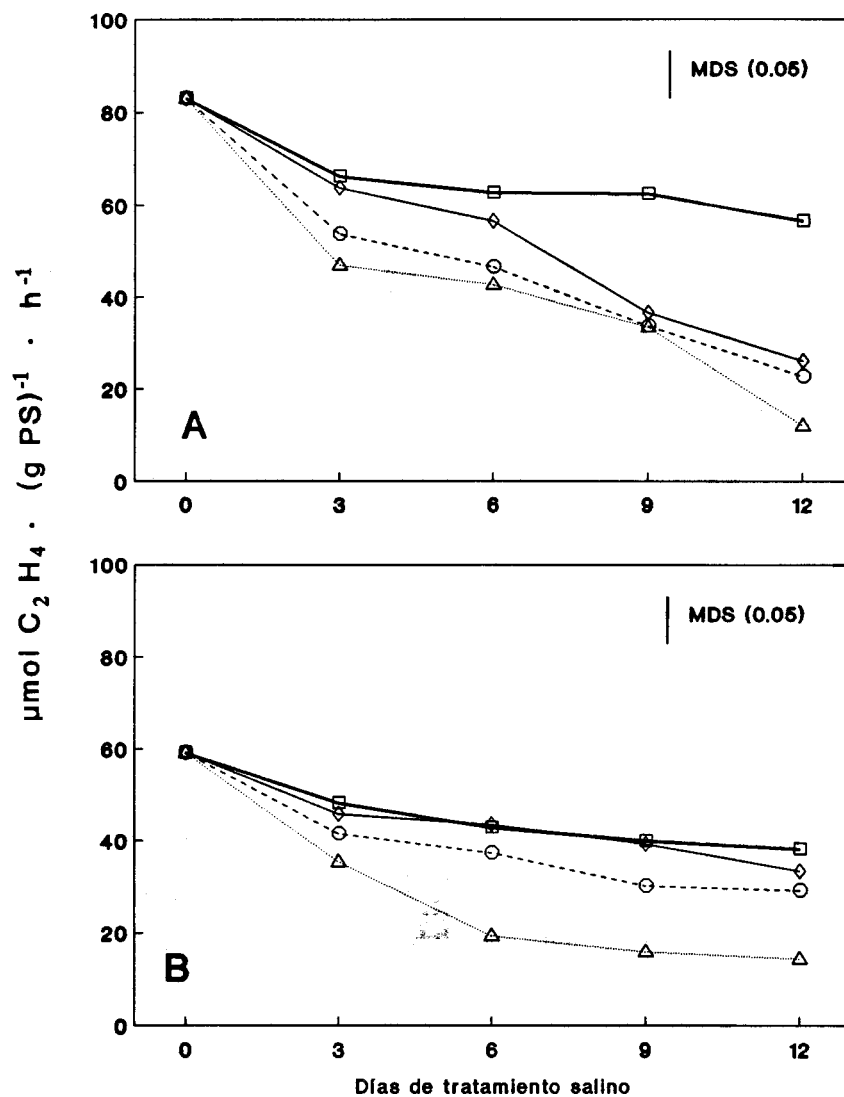 µmol C₂ H₄ · (g PS)⁻¹ · h⁻¹
100
80
60
40
20
0
MDS (0.05)
A
0 3 6 9 12
100
80
60
40
20
0
MDS (0.05)
B
0 3 6 9 12
Días de tratamiento salino